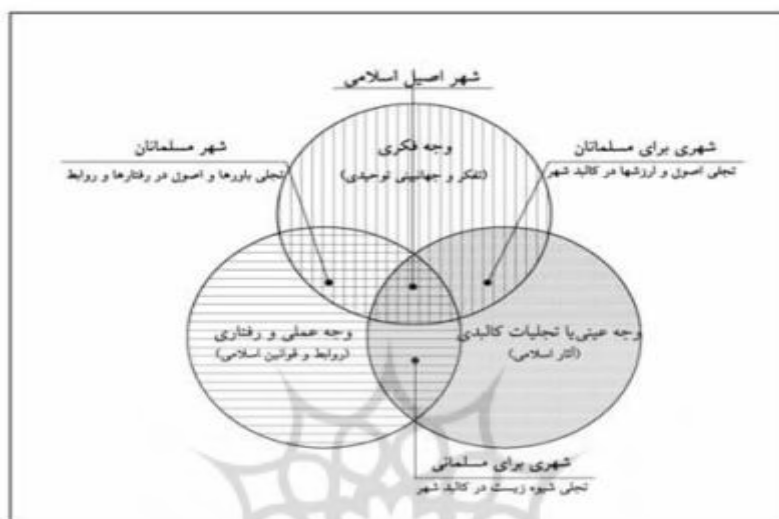 شهر اصیل اسلامی
شهری برای مسلمانان
تجلی اصول و ارزشها در کالبد شهر
شهر مسلمانان
تجلی باورها و اصول در رفتارها و روابط
وجه فکری
(تفکر و جهانبینی توحیدی)
وجه عینی یا تجلیات کالبدی
(آثار اسلامی)
وجه عملی و رفتاری
(روابط و قوانین اسلامی)
شهری برای مسلمانی
تجلی شیوه زیست در کالبد شهر